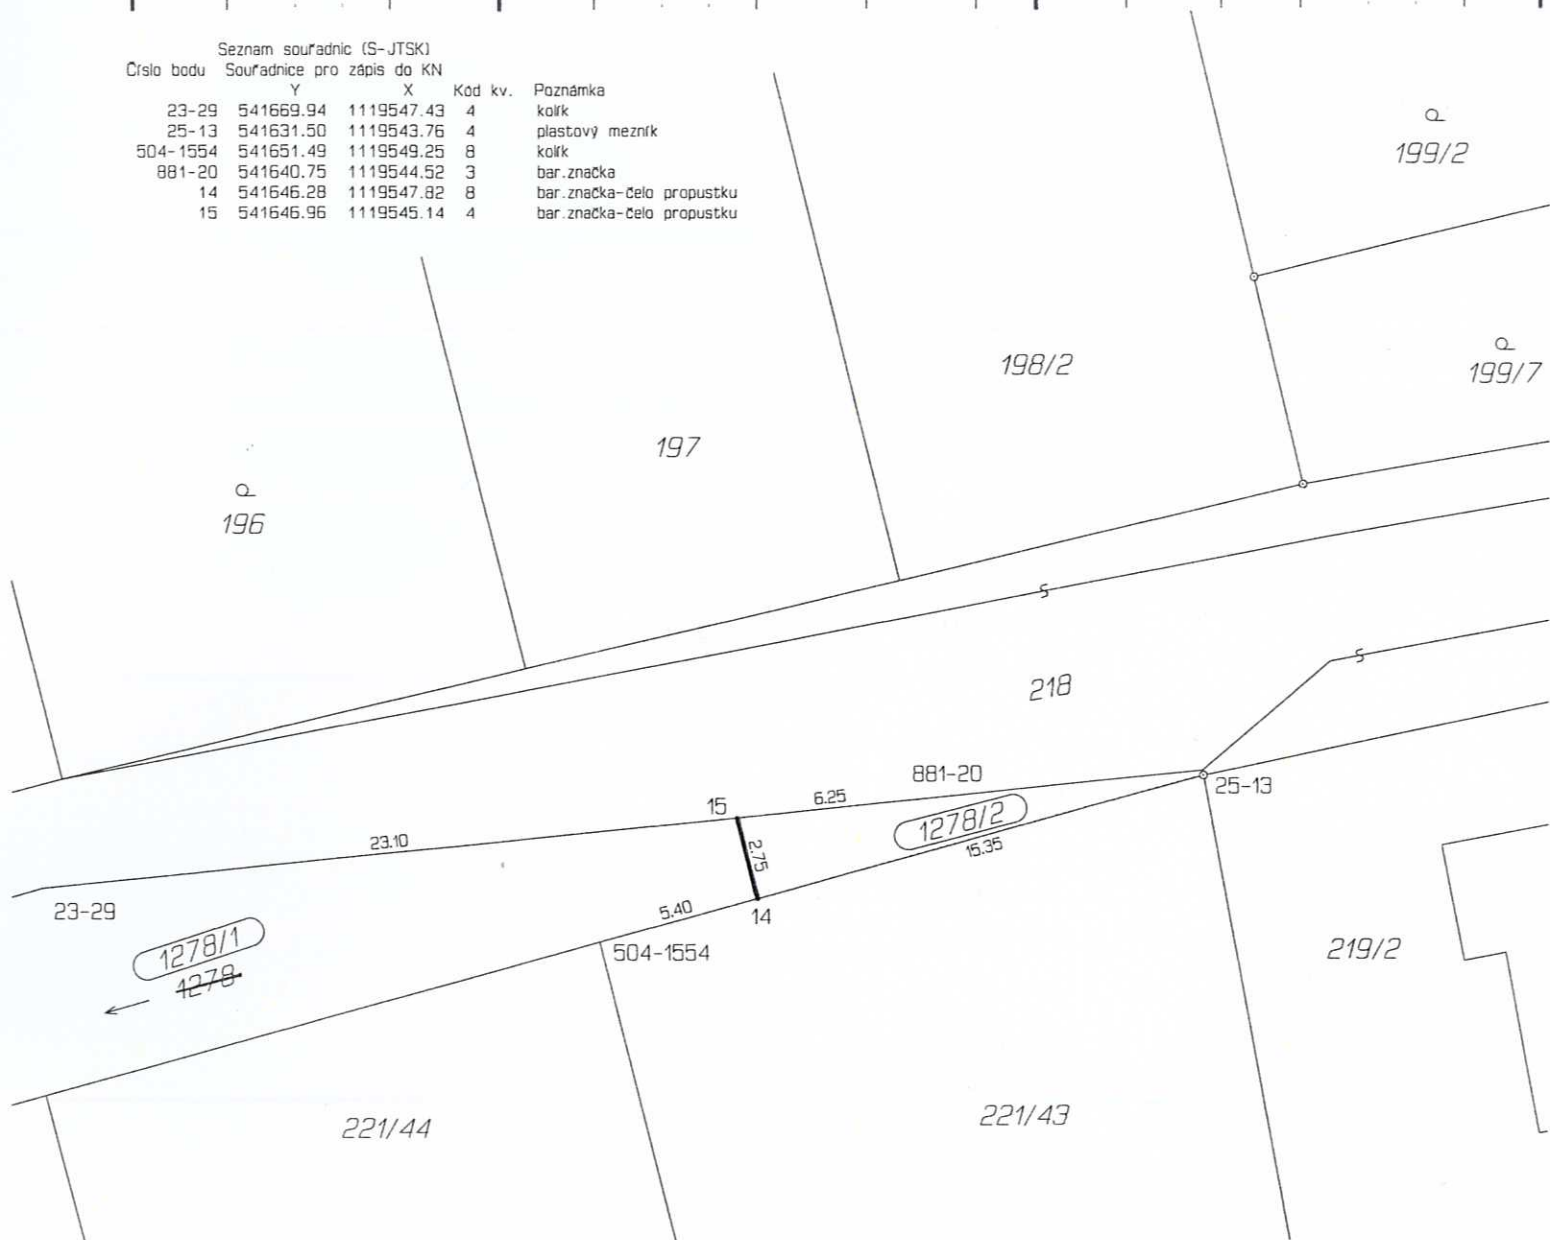 Seznam souřadnic (S-JTSK)
Číslo bodu Souřadnice pro zápis do KN
Y X Kód kv. Poznámka
23-29 541669.94 1119547.43 4 kolík
25-13 541631.50 1119543.76 4 plastový mezník
504-1554 541651.49 1119549.25 8 kolík
881-20 541640.75 1119544.52 3 bar.značka
14 541646.28 1119547.82 8 bar.značka-čelo propustku
15 541646.96 1119545.14 4 bar.značka-čelo propustku
199/2
198/2
199/7
197
196
218
881-20
25-13
15
6.25
1278/2
23.10
2.75
15.35
23-29
5.40
14
1278/1
504-1554
219/2
1278
221/44
221/43